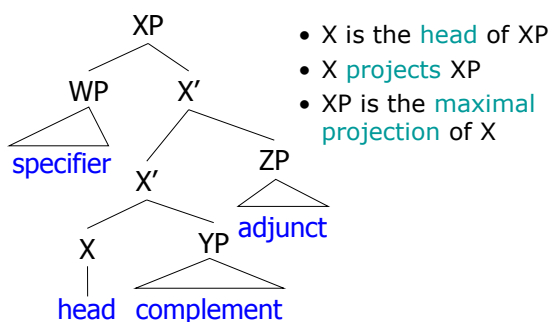 XP
WP X’
specifier
X’ ZP
adjunct
X YP
head complement
• X is the head of XP
• X projects XP
• XP is the maximal
projection of X